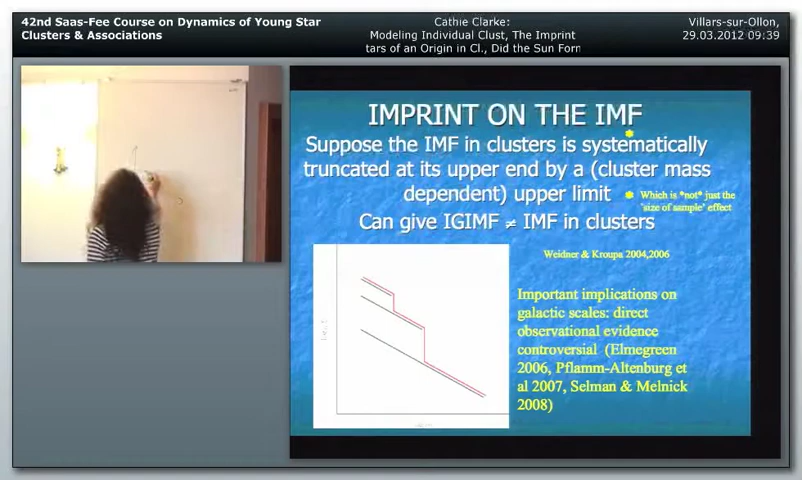 42nd Saas-Fee Course on Dynamics of Young Star
Clusters & Associations
Cathie Clarke:
Modeling Individual Clust, The Imprint
tars of an Origin in Cl., Did the Sun Forn
Villars-sur-Ollon,
29.03.2012 09:39
IMPRINT ON THE IMF
Suppose the IMF in clusters is systematically
truncated at its upper end by a (cluster mass
dependent) upper limit
* Which is *not* just the
'size of sample' effect
Can give IGIMF ≠ IMF in clusters
Weidner & Kroupa 2004,2006
Important implications on
galactic scales: direct
observational evidence
controversial (Elmegreen
2006, Pflamm-Altenburg et
al 2007, Selman & Melnick
2008)